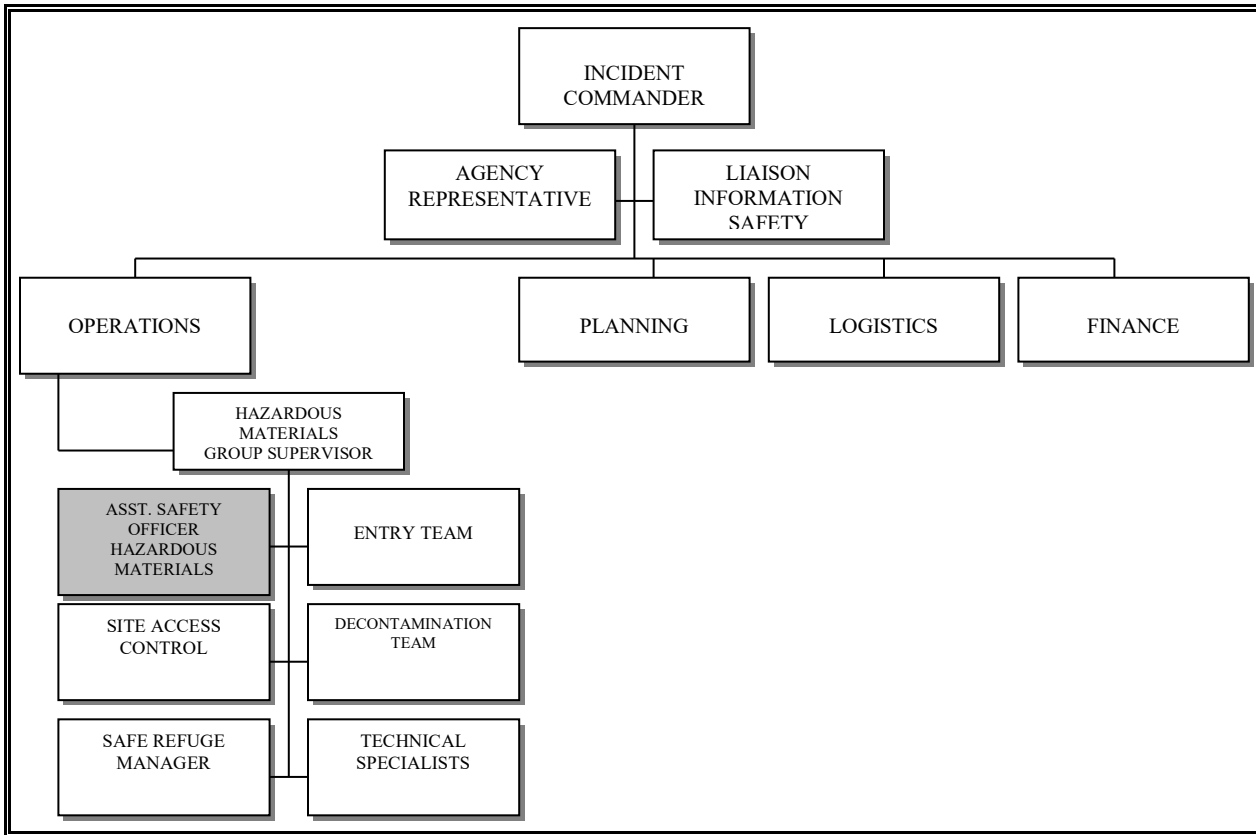 INCIDENT
COMMANDER
AGENCY
REPRESENTATIVE
LIAISON
INFORMATION
SAFETY
OPERATIONS
PLANNING
LOGISTICS
FINANCE
HAZARDOUS
MATERIALS
GROUP SUPERVISOR
ASST. SAFETY
OFFICER
HAZARDOUS
MATERIALS
ENTRY TEAM
SITE ACCESS
CONTROL
DECONTAMINATION
TEAM
SAFE REFUGE
MANAGER
TECHNICAL
SPECIALISTS